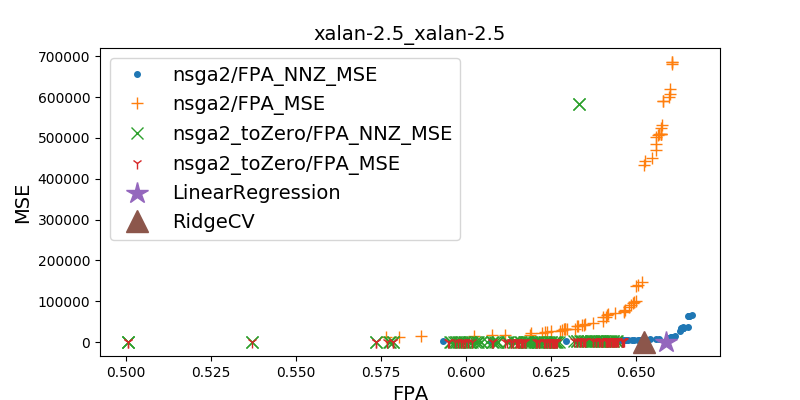 xalan-2.5_xalan-2.5
700000
600000
500000
400000
300000
200000
100000
0
MSE
nsga2/FPA_NNZ_MSE
nsga2/FPA_MSE
nsga2_toZero/FPA_NNZ_MSE
nsga2_toZero/FPA_MSE
LinearRegression
RidgeCV
0.500 0.525 0.550 0.575 0.600 0.625 0.650
FPA